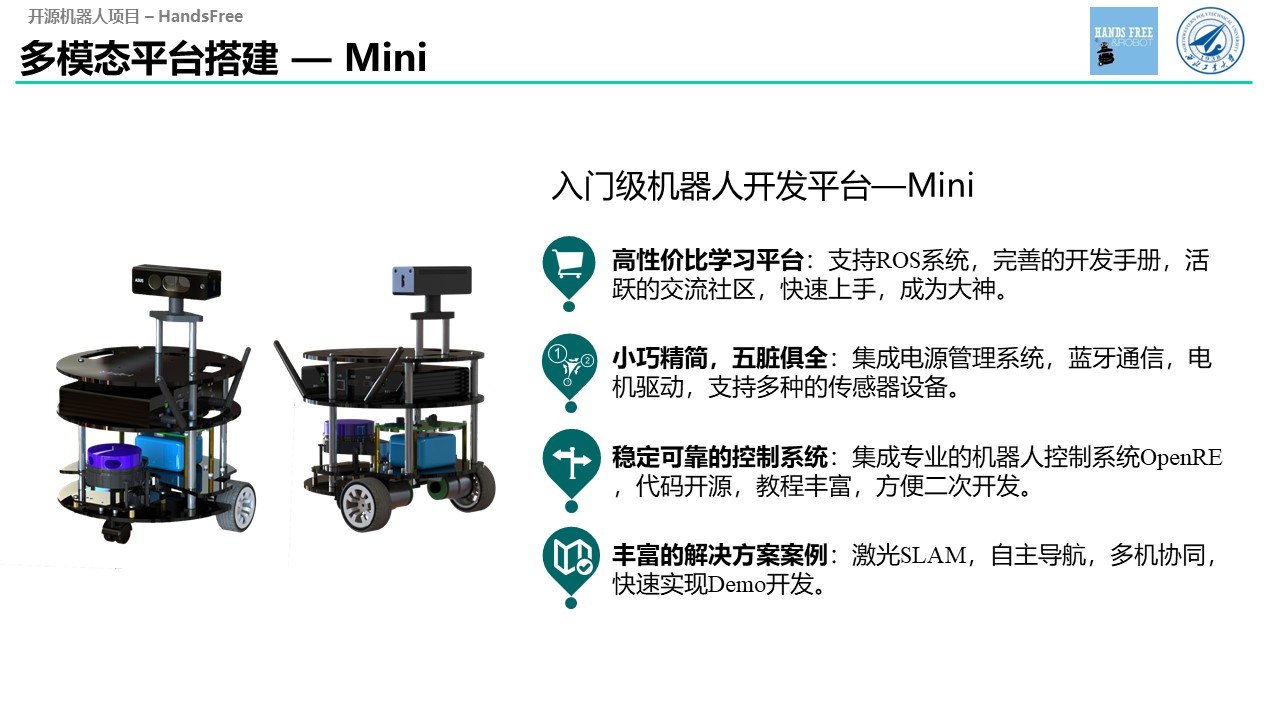 开源机器人项目 – HandsFree
多模态平台搭建 — Mini
HANDS FREE
&ROBOT
入门级机器人开发平台—Mini
高性价比学习平台：支持ROS系统，完善的开发手册，活
跃的交流社区，快速上手，成为大神。
1
2
小巧精简，五脏俱全：集成电源管理系统，蓝牙通信，电
机驱动，支持多种的传感器设备。
稳定可靠的控制系统：集成专业的机器人控制系统OpenRE
，代码开源，教程丰富，方便二次开发。
丰富的解决方案案例：激光SLAM，自主导航，多机协同，
快速实现Demo开发。